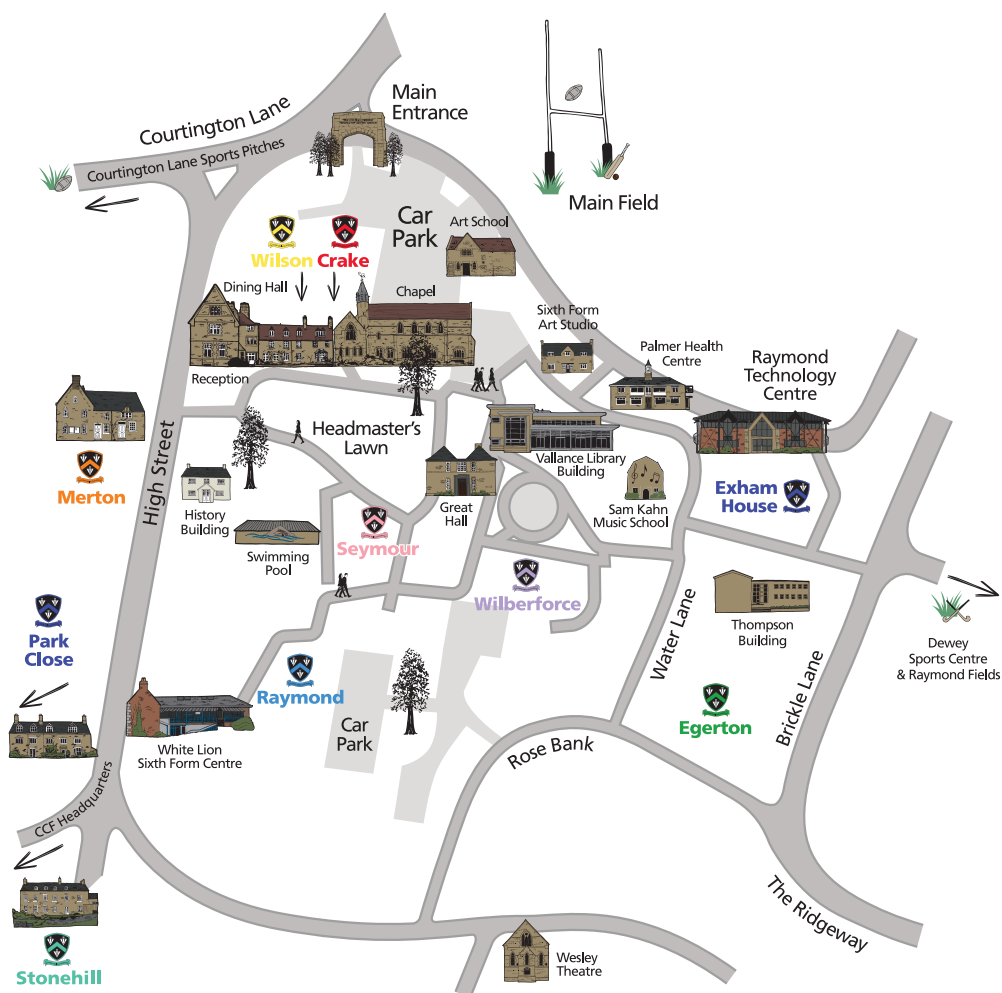 Main
Entrance
Courtington Lane
Courtington Lane Sports Pitches
Main Field
Car
Park
Art School
Wilson
Crake
Dining Hall
Chapel
Sixth Form
Art Studio
Palmer Health
Centre
Raymond
Technology
Centre
Reception
Headmaster's
Lawn
Vallance Library
Building
Merton
High Street
History
Building
Great
Hall
Sam Kahn
Music School
Exham
House
Swimming
Pool
Seymour
Wilberforce
Thompson
Building
Park
Close
Water Lane
Dewey
Sports Centre
& Raymond Fields
Raymond
Egerton
Brickle Lane
Car
Park
Rose Bank
White Lion
Sixth Form Centre
CCF Headquarters
The Ridgeway
Wesley
Theatre
Stonehill